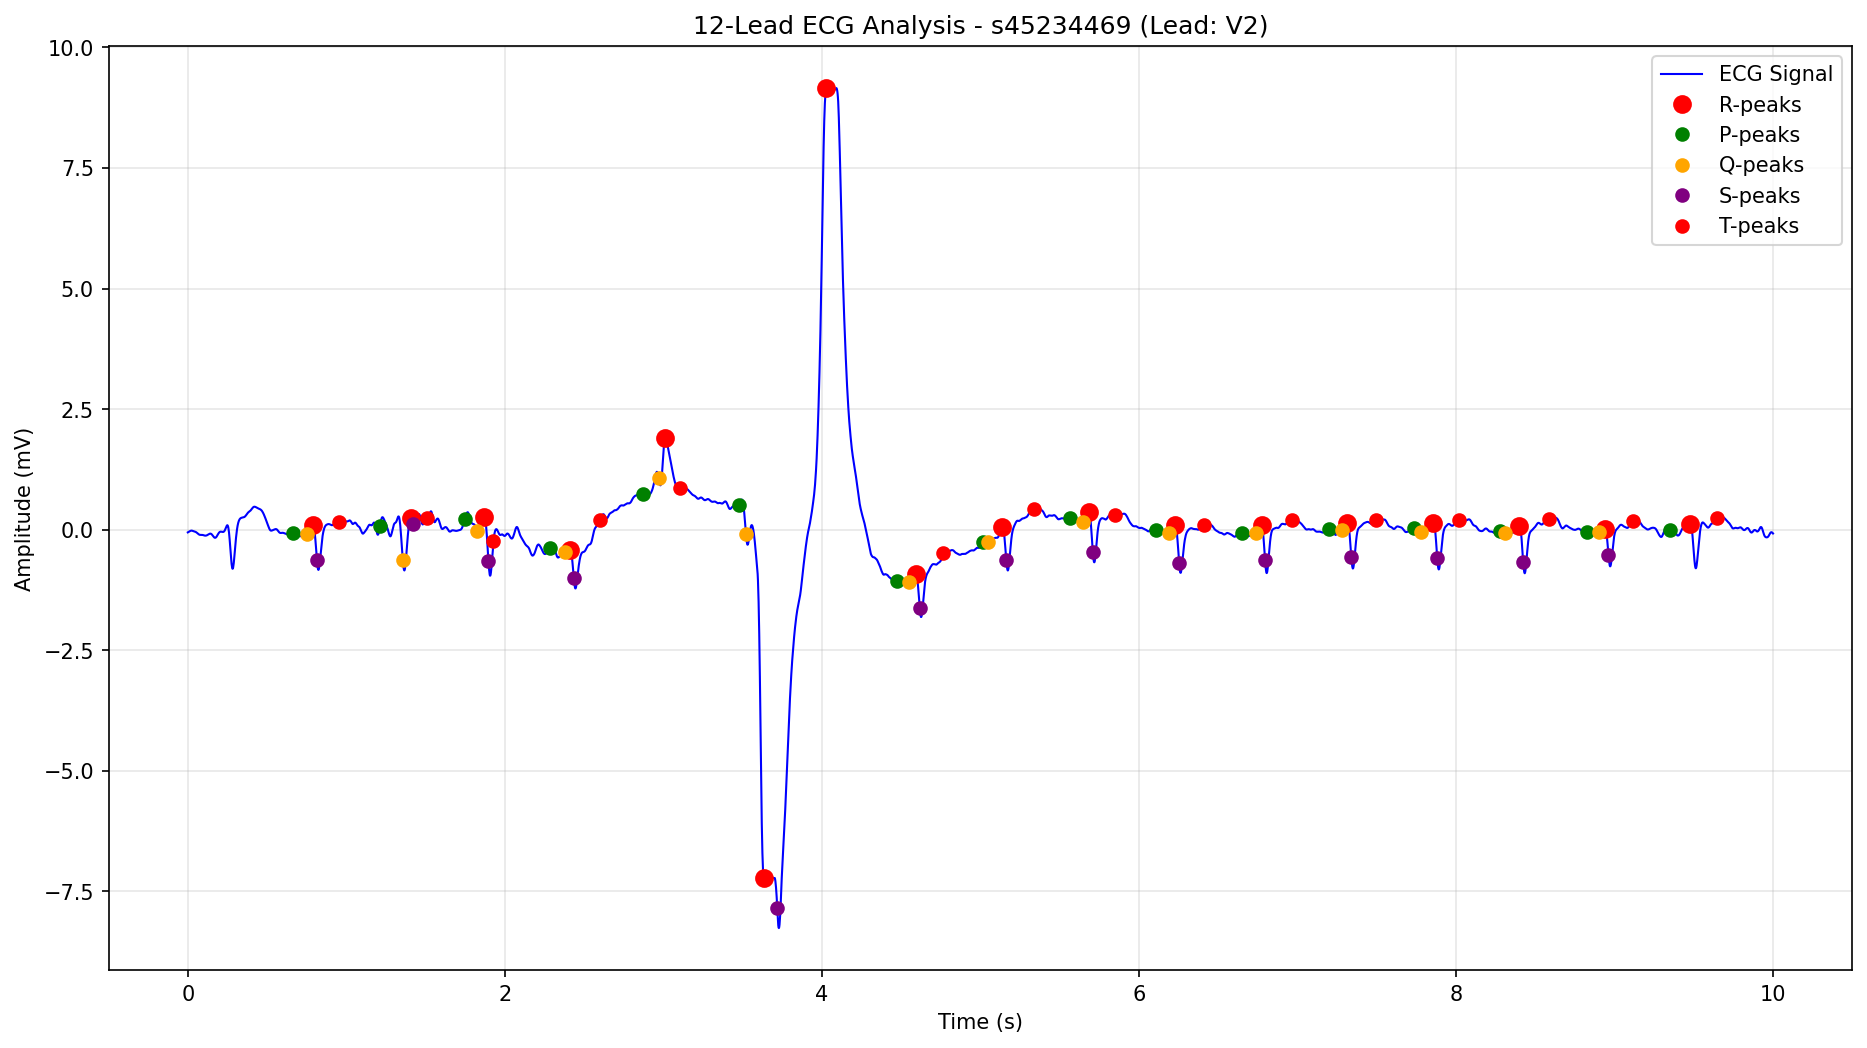 12-Lead ECG Analysis - s45234469 (Lead: V2)
10.0
7.5
5.0
2.5
0.0
−2.5
−5.0
−7.5
Amplitude (mV)
ECG Signal
R-peaks
P-peaks
Q-peaks
S-peaks
T-peaks
0 2 4 6 8 10
Time (s)